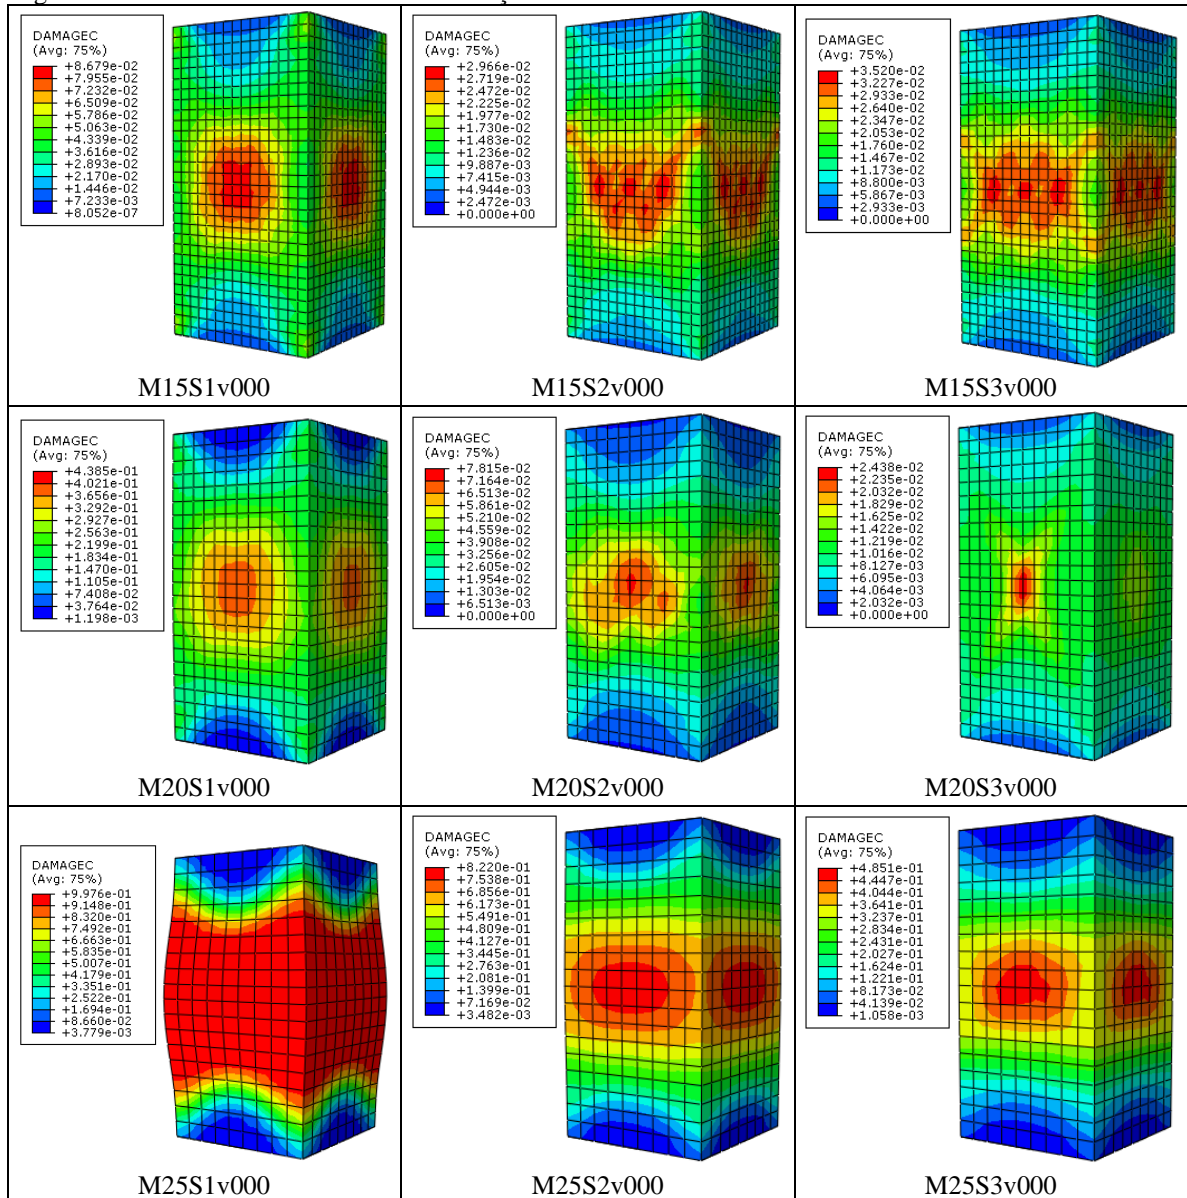 DAMAGEC
(Avg: 75%)
+8.679e-02
+7.955e-02
+7.232e-02
+6.509e-02
+5.786e-02
+5.063e-02
+4.339e-02
+3.616e-02
+2.893e-02
+2.170e-02
+1.446e-02
+7.233e-03
+8.052e-07
M15S1v000
DAMAGEC
(Avg: 75%)
+2.966e-02
+2.719e-02
+2.472e-02
+2.225e-02
+1.977e-02
+1.730e-02
+1.483e-02
+1.236e-02
+9.887e-03
+7.415e-03
+4.944e-03
+2.472e-03
+0.000e+00
M15S2v000
DAMAGEC
(Avg: 75%)
+3.520e-02
+3.227e-02
+2.933e-02
+2.640e-02
+2.347e-02
+2.053e-02
+1.760e-02
+1.467e-02
+1.173e-02
+8.800e-03
+5.867e-03
+2.933e-03
+0.000e+00
M15S3v000
DAMAGEC
(Avg: 75%)
+4.385e-01
+4.021e-01
+3.656e-01
+3.292e-01
+2.927e-01
+2.563e-01
+2.199e-01
+1.834e-01
+1.470e-01
+1.105e-01
+7.408e-02
+3.764e-02
+1.198e-03
M20S1v000
DAMAGEC
(Avg: 75%)
+7.815e-02
+7.164e-02
+6.513e-02
+5.861e-02
+5.210e-02
+4.559e-02
+3.908e-02
+3.256e-02
+2.605e-02
+1.954e-02
+1.303e-02
+6.513e-03
+0.000e+00
M20S2v000
DAMAGEC
(Avg: 75%)
+2.438e-02
+2.235e-02
+2.032e-02
+1.829e-02
+1.625e-02
+1.422e-02
+1.219e-02
+1.016e-02
+8.127e-03
+6.095e-03
+4.064e-03
+2.032e-03
+0.000e+00
M20S3v000
DAMAGEC
(Avg: 75%)
+9.976e-01
+9.148e-01
+8.320e-01
+7.492e-01
+6.663e-01
+5.835e-01
+5.007e-01
+4.179e-01
+3.351e-01
+2.522e-01
+1.694e-01
+8.660e-02
+3.779e-03
M25S1v000
DAMAGEC
(Avg: 75%)
+8.220e-01
+7.538e-01
+6.856e-01
+6.173e-01
+5.491e-01
+4.809e-01
+4.127e-01
+3.445e-01
+2.763e-01
+2.081e-01
+1.399e-01
+7.169e-02
+3.482e-03
M25S2v000
DAMAGEC
(Avg: 75%)
+4.851e-01
+4.447e-01
+4.044e-01
+3.641e-01
+3.237e-01
+2.834e-01
+2.431e-01
+2.027e-01
+1.624e-01
+1.221e-01
+8.173e-02
+4.139e-02
+1.058e-03
M25S3v000